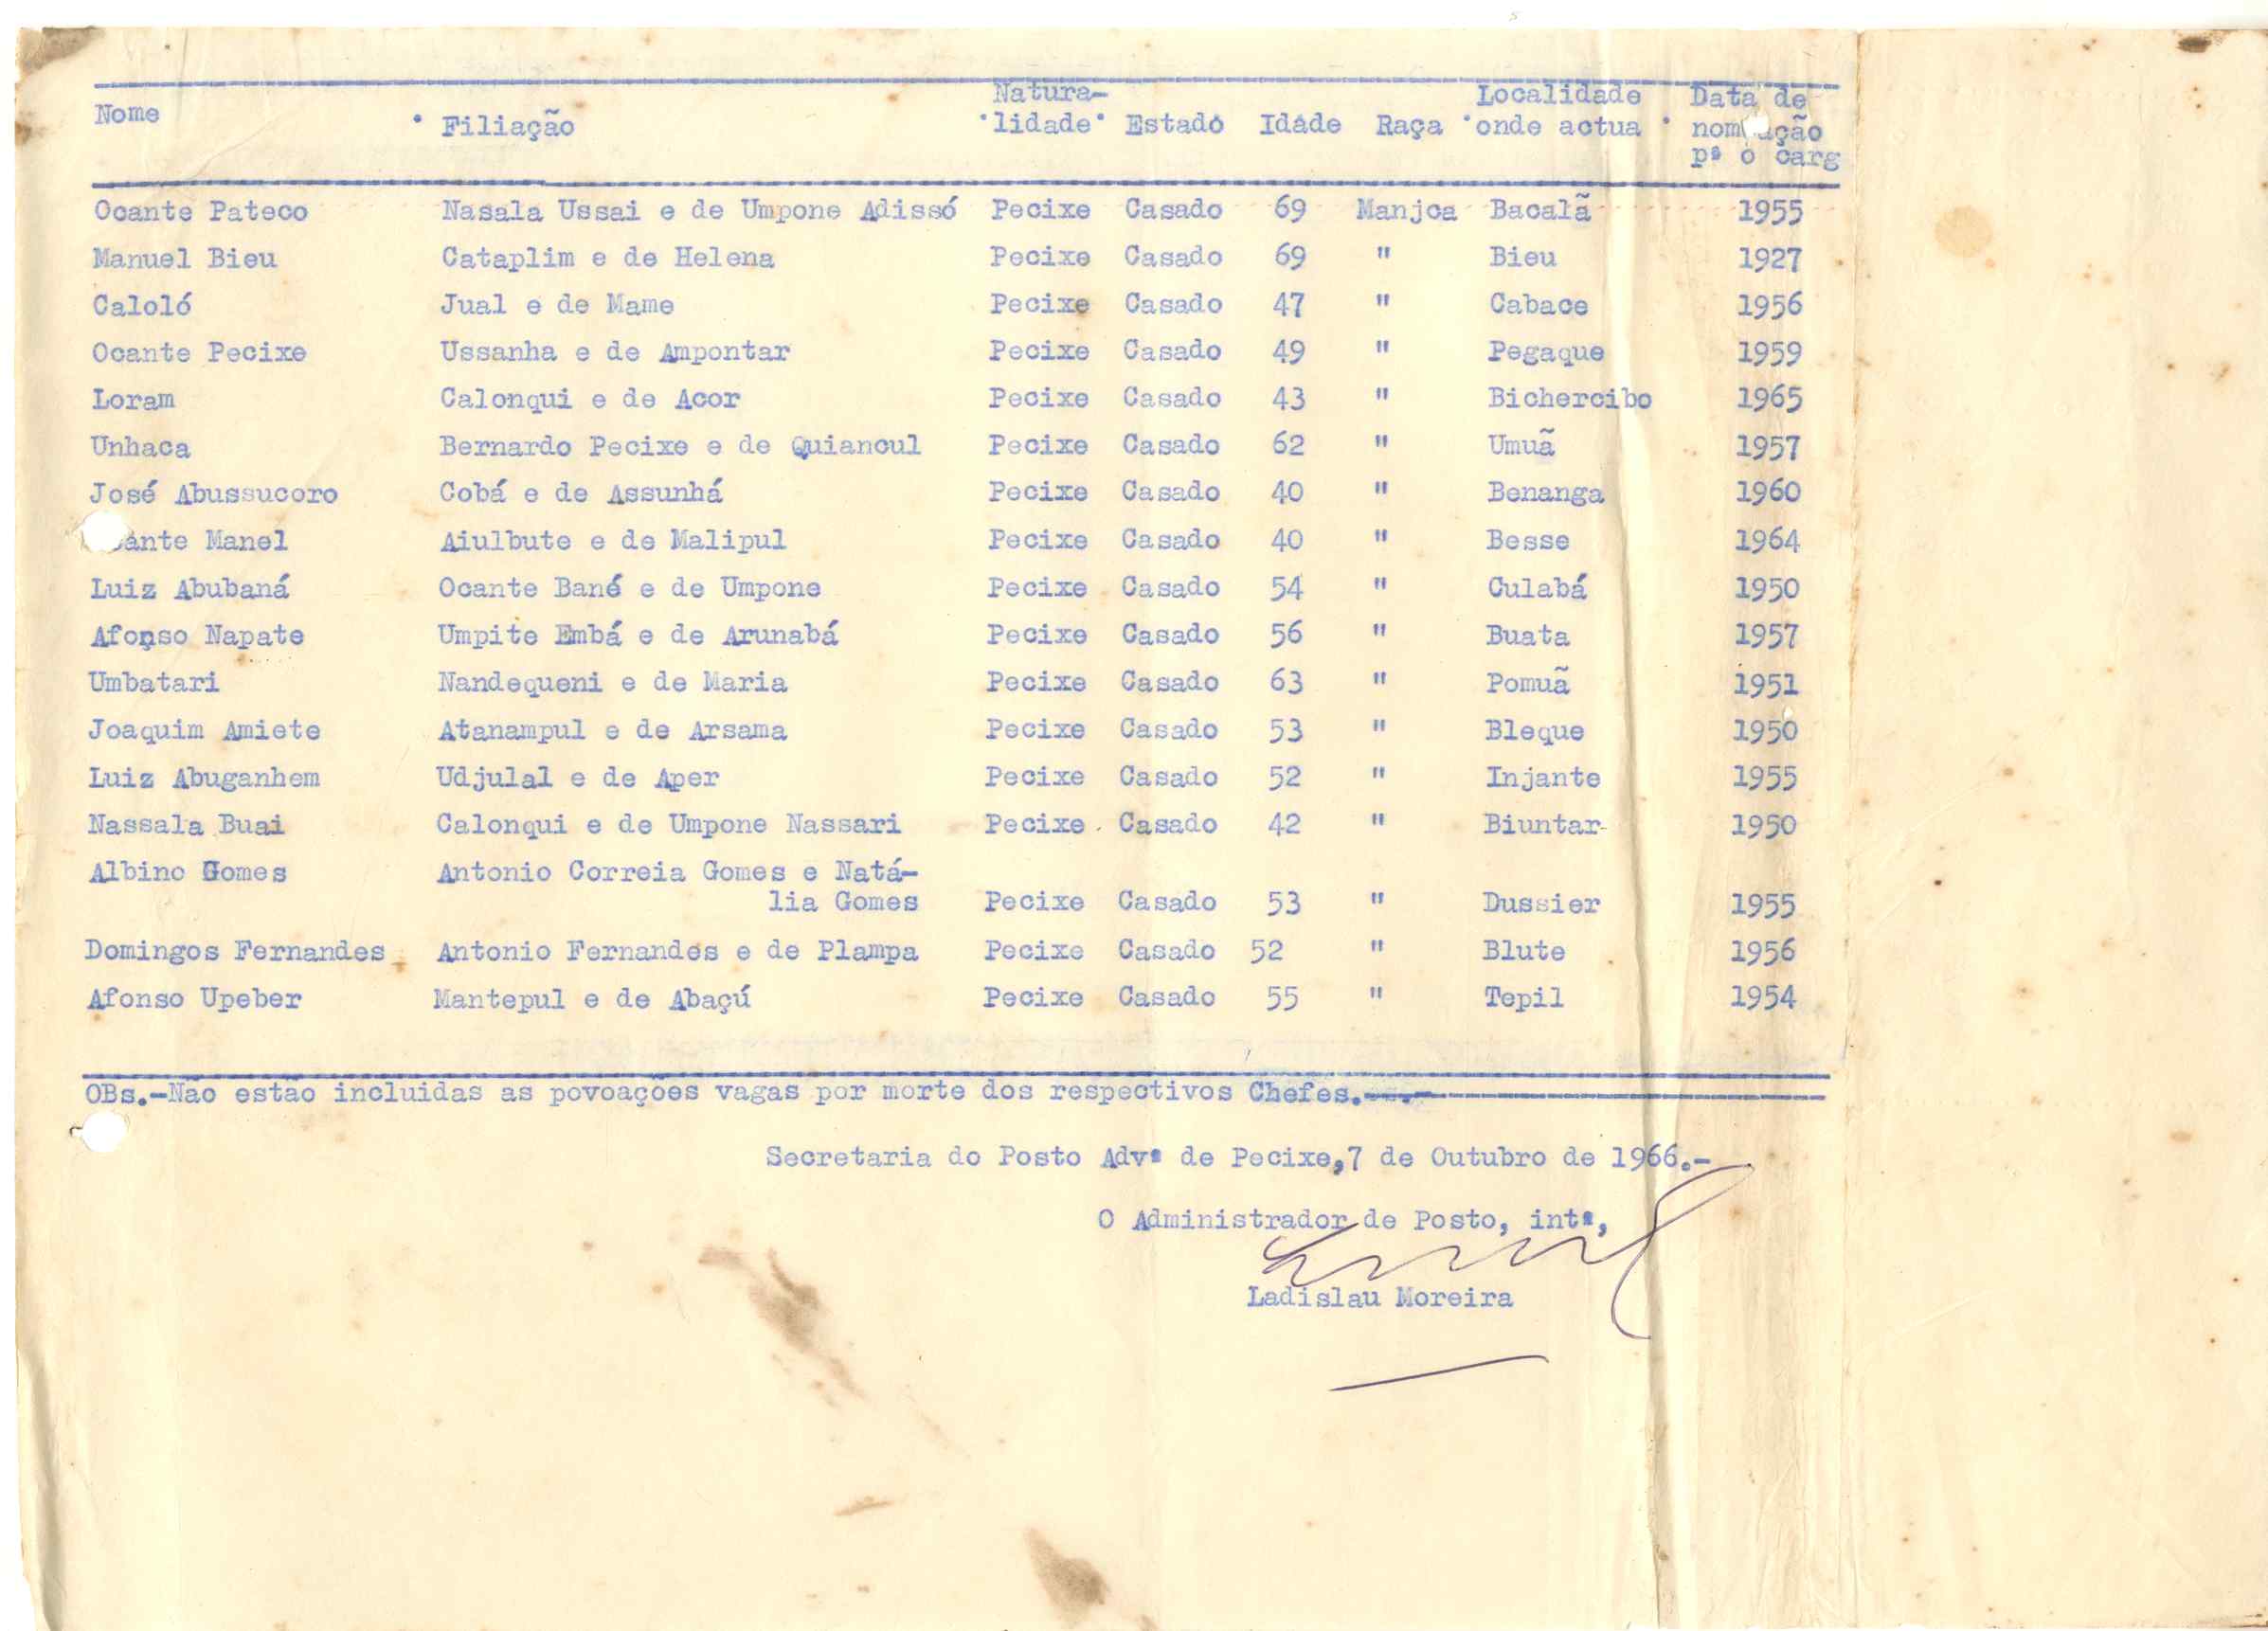 Nome Filiação Natura- Estado Idade Raça Localidade Data de
lidade onde actua nom ação
pª o carg
Ocante Pateco Nasala Ussai e de Umpone Adissó Pecixe Casado 69 Manjca Bacalã 1955
Manuel Bieu Cataplim e de Helena Pecixe Casado 69 " Bieu 1927
Caloló Jual e de Mame Pecixe Casado 47 " Cabace 1956
Ocante Pecixe Ussanha e de Ampontar Pecixe Casado 49 " Pegaque 1959
Loram Calonqui e de Acor Pecixe Casado 43 " Bichercibo 1965
Unhaca Bernardo Pecixe e de Quiancul Pecixe Casado 62 " Umuã 1957
José Abussucoro Cobá e de Assunhá Pecixe Casado 40 " Benanga 1960
ante Manel Aiulbute e de Malipul Pecixe Casado 40 " Besse 1964
Luiz Abubaná Ocante Bané e de Umpone Pecixe Casado 54 " Culabá 1950
Afonso Napate Umpite Embá e de Arunabá Pecixe Casado 56 " Buata 1957
Umbatari Nandequeni e de Maria Pecixe Casado 63 " Pomuã 1951
Joaquim Amiete Atanampul e de Arsama Pecixe Casado 53 " Bleque 1950
Luiz Abuganhem Udjulal e de Aper Pecixe Casado 52 " Injante 1955
Nassala Buai Calonqui e de Umpone Nassari Pecixe Casado 42 " Biuntar 1950
Albino Gomes Antonio Correia Gomes e Natá-
lia Gomes Pecixe Casado 53 " Dussier 1955
Domingos Fernandes Antonio Fernandes e de Plampa Pecixe Casado 52 " Blute 1956
Afonso Upeber Mantepul e de Abaçú Pecixe Casado 55 " Tepil 1954
OBs.-Não estão incluidas as povoações vagas por morte dos respectivos Chefes.-
Secretaria do Posto Advº de Pecixe,7 de Outubro de 1966.-
O Administrador de Posto, intº,
Ladislau Moreira